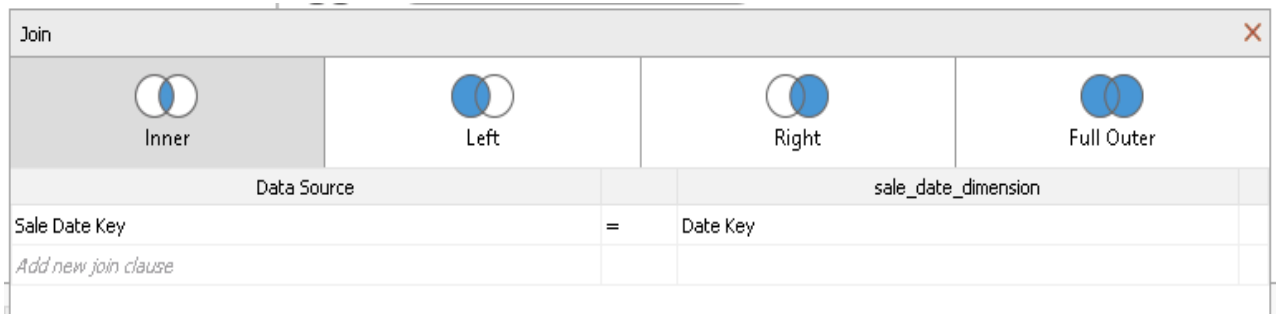 Join
Inner Left Right Full Outer
Data Source sale_date_dimension
Sale Date Key = Date Key
Add new join clause